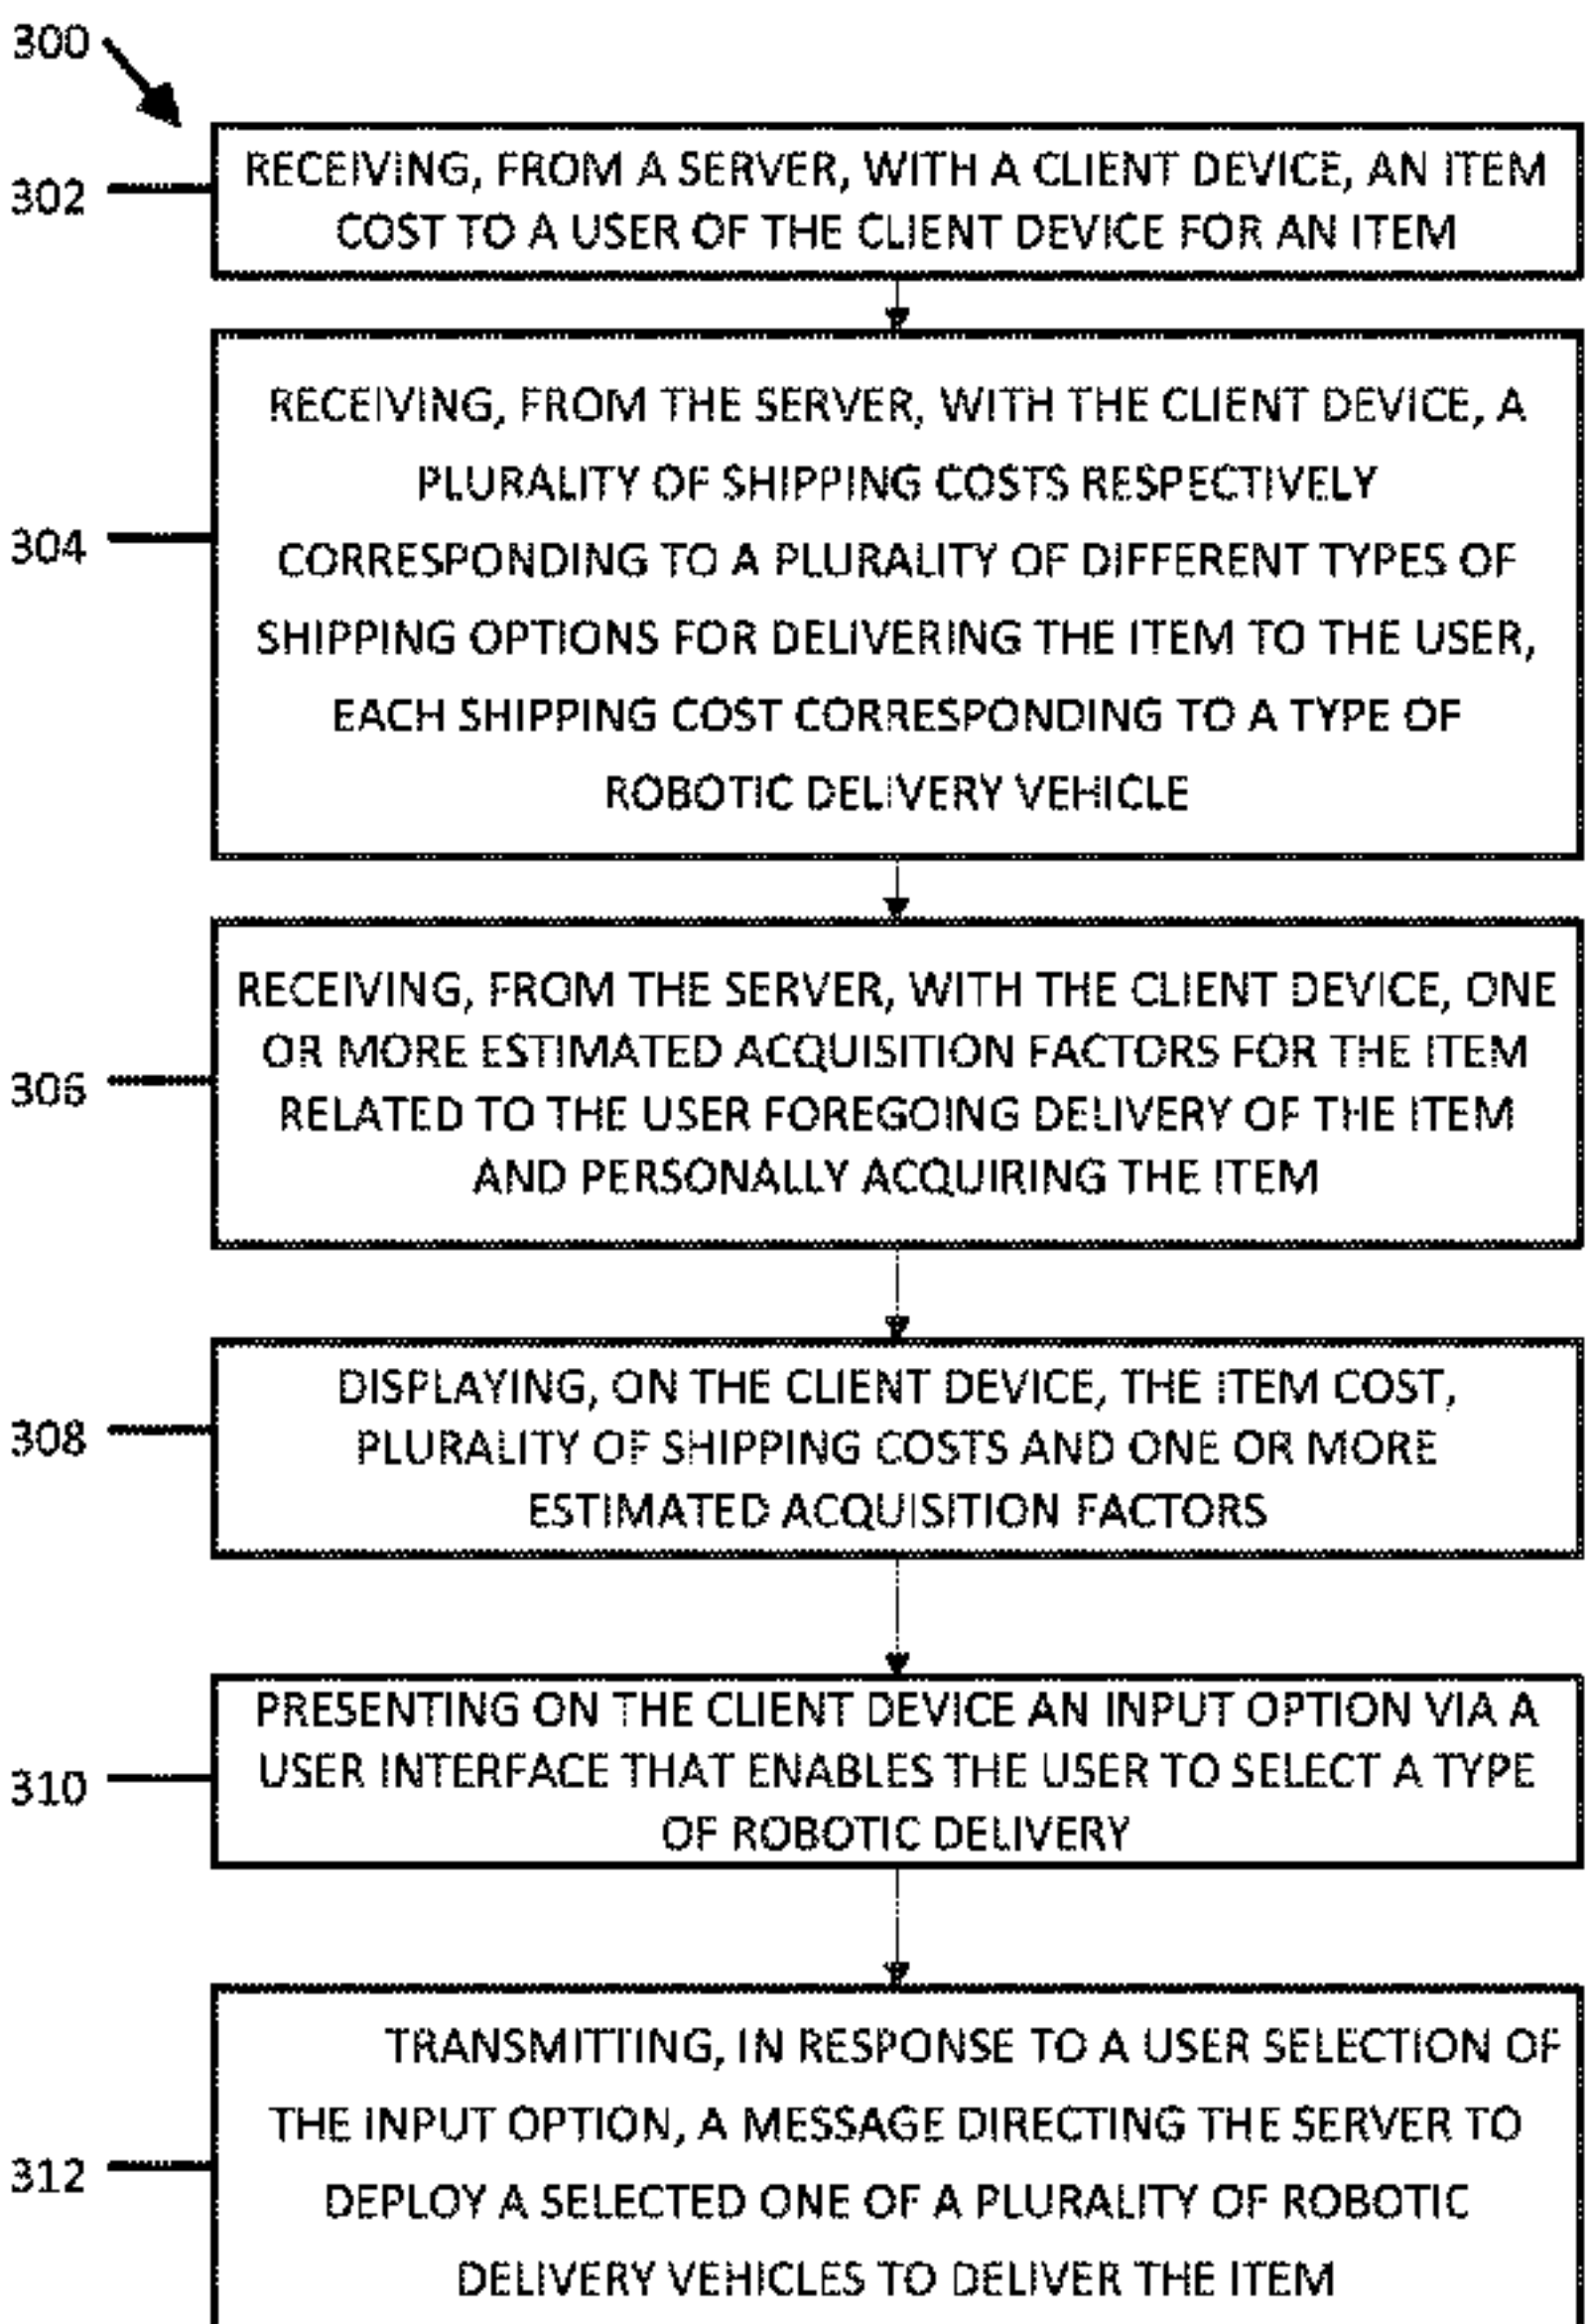 300
302
RECEIVING, FROM A SERVER, WITH A CLIENT DEVICE, AN ITEM
COST TO A USER OF THE CLIENT DEVICE FOR AN ITEM
304
RECEIVING, FROM THE SERVER, WITH THE CLIENT DEVICE, A
PLURALITY OF SHIPPING COSTS RESPECTIVELY
CORRESPONDING TO A PLURALITY OF DIFFERENT TYPES OF
SHIPPING OPTIONS FOR DELIVERING THE ITEM TO THE USER,
EACH SHIPPING COST CORRESPONDING TO A TYPE OF
ROBOTIC DELIVERY VEHICLE
306
RECEIVING, FROM THE SERVER, WITH THE CLIENT DEVICE, ONE
OR MORE ESTIMATED ACQUISITION FACTORS FOR THE ITEM
RELATED TO THE USER FOREGOING DELIVERY OF THE ITEM
AND PERSONALLY ACQUIRING THE ITEM
308
DISPLAYING, ON THE CLIENT DEVICE, THE ITEM COST,
PLURALITY OF SHIPPING COSTS AND ONE OR MORE
ESTIMATED ACQUISITION FACTORS
310
PRESENTING ON THE CLIENT DEVICE AN INPUT OPTION VIA A
USER INTERFACE THAT ENABLES THE USER TO SELECT A TYPE
OF ROBOTIC DELIVERY
312
TRANSMITTING, IN RESPONSE TO A USER SELECTION OF
THE INPUT OPTION, A MESSAGE DIRECTING THE SERVER TO
DEPLOY A SELECTED ONE OF A PLURALITY OF ROBOTIC
DELIVERY VEHICLES TO DELIVER THE ITEM